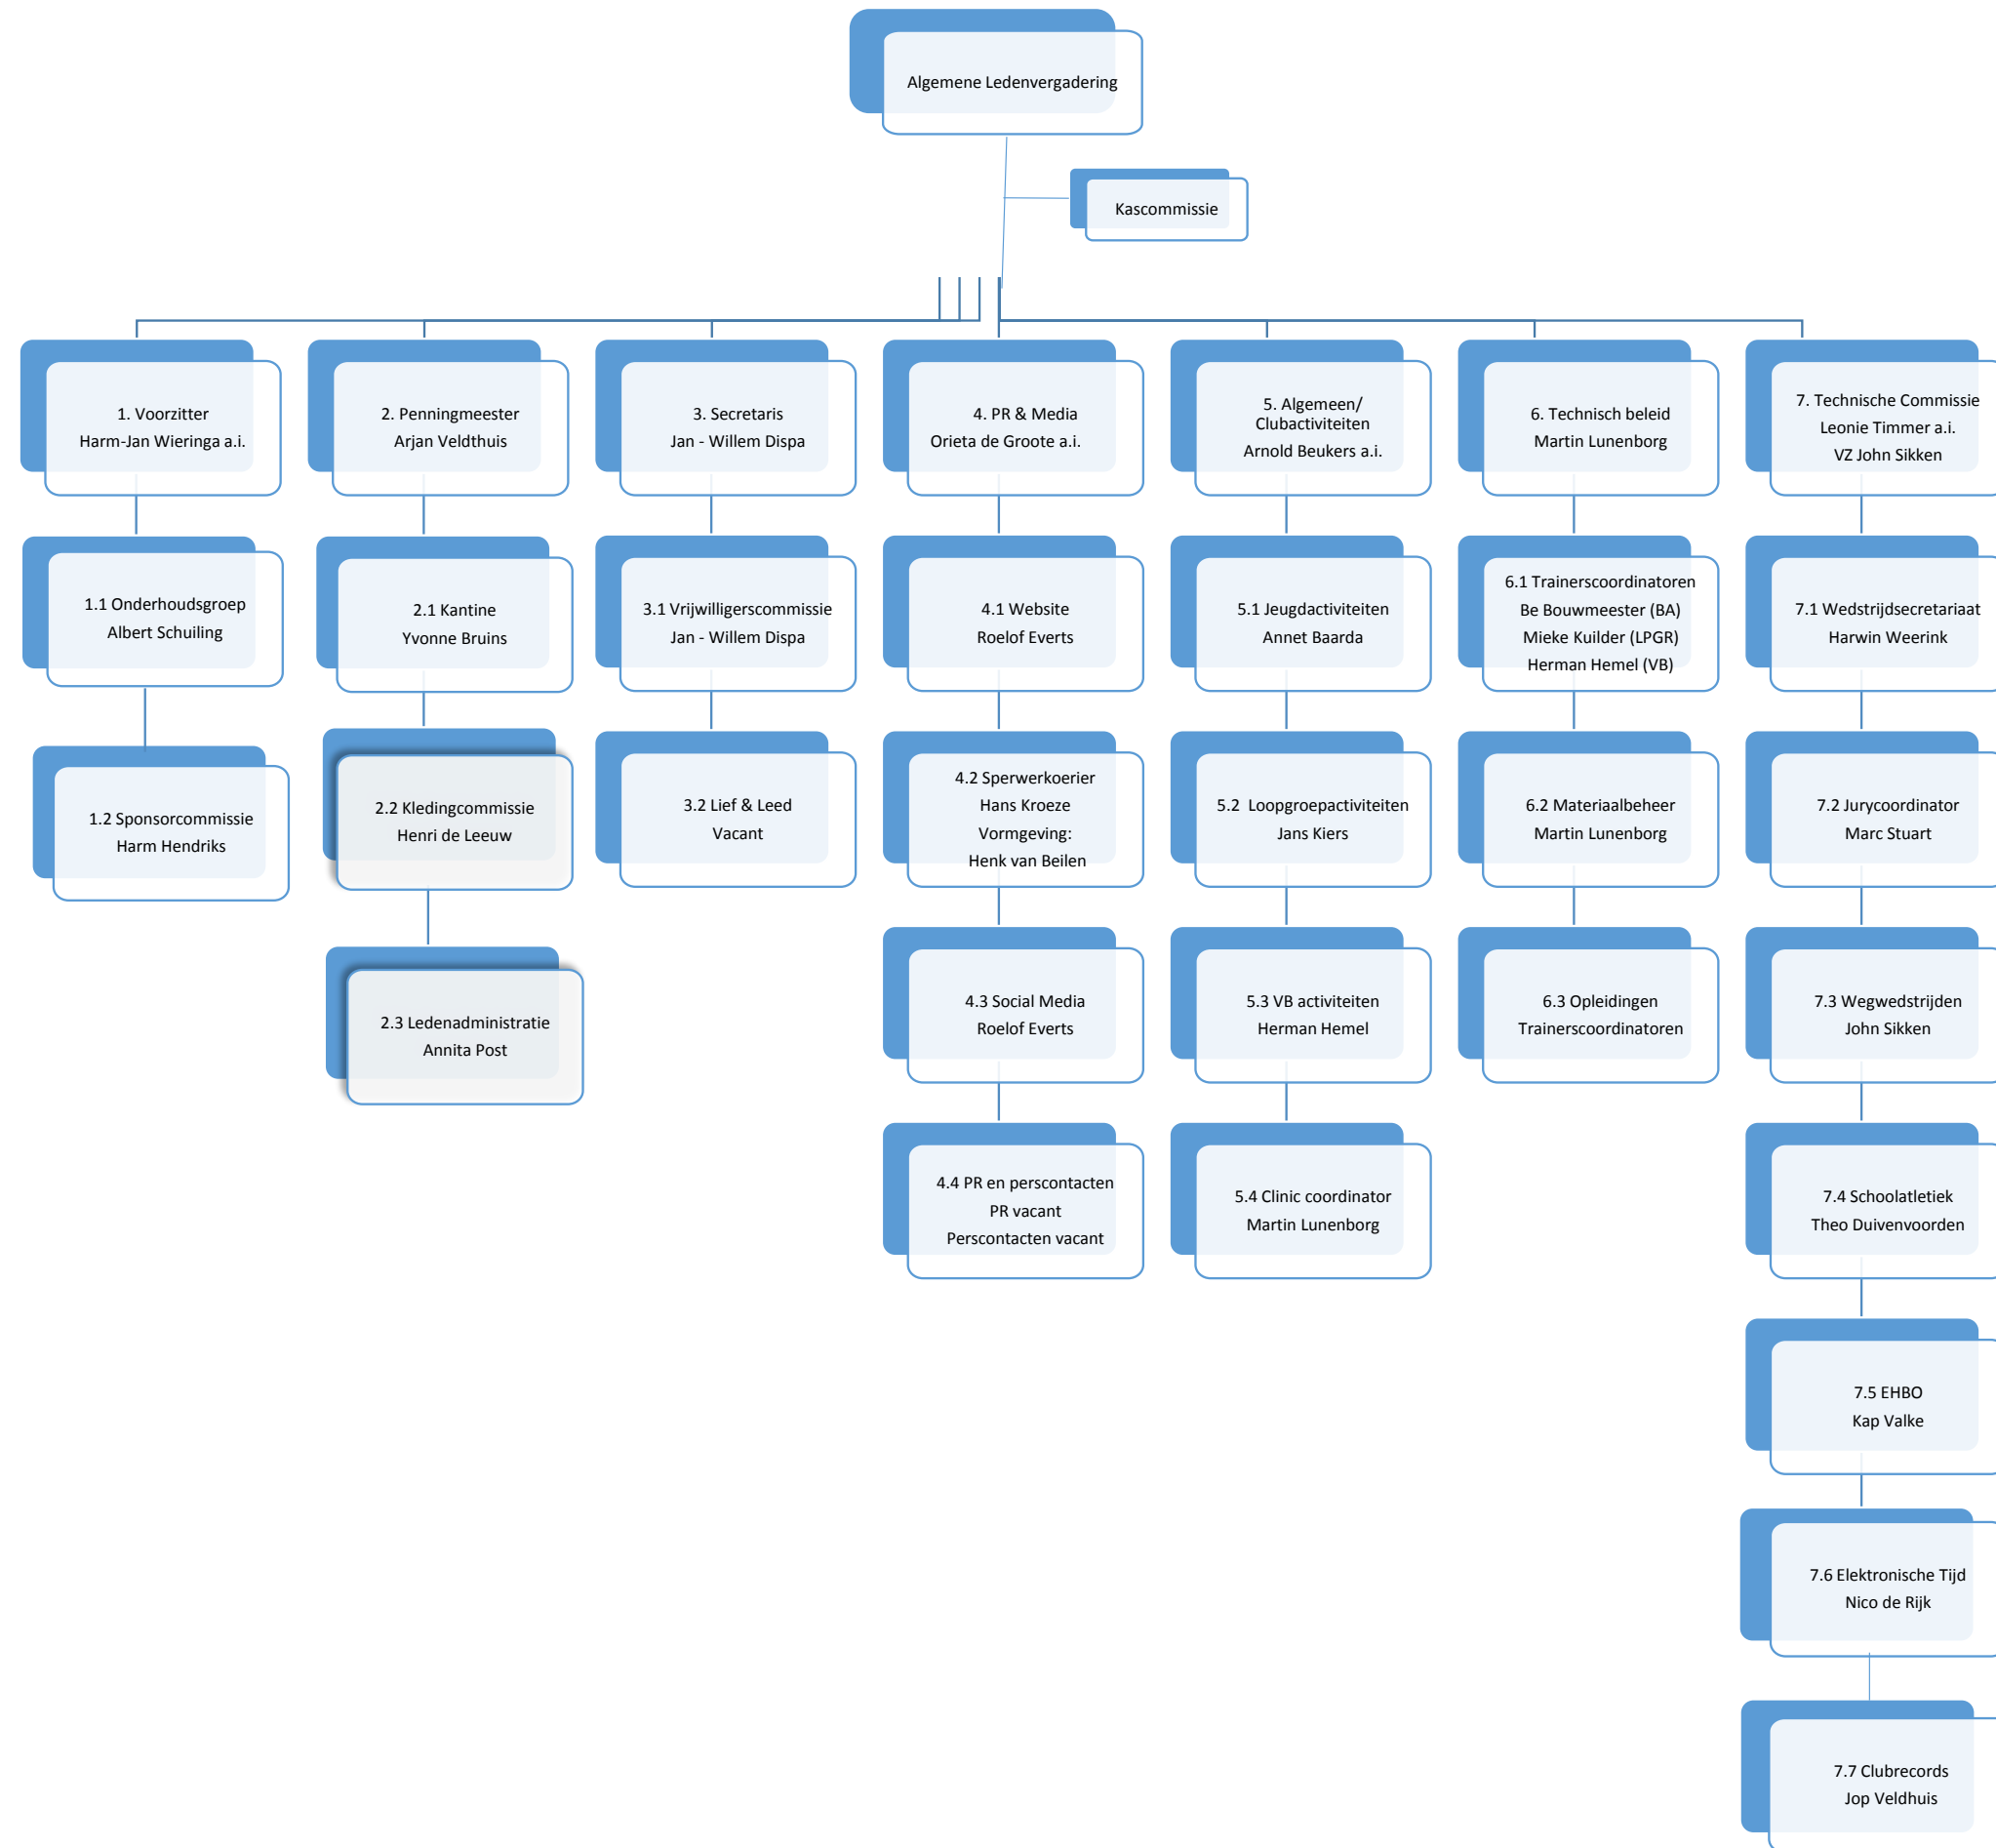 Algemene Ledenvergadering
Kascommissie
1. Voorzitter
Harm-Jan Wieringa a.i.
2. Penningmeester
Arjan Veldthuis
3. Secretaris
Jan - Willem Dispa
4. PR & Media
Orieta de Groote a.i.
5. Algemeen/
Clubactiviteiten
Arnold Beukers a.i.
6. Technisch beleid
Martin Lunenborg
7. Technische Commissie
Leonie Timmer a.i.
VZ John Sikken
1.1 Onderhoudsgroep
Albert Schuiling
2.1 Kantine
Yvonne Bruins
3.1 Vrijwilligerscommissie
Jan - Willem Dispa
4.1 Website
Roelof Everts
5.1 Jeugdactiviteiten
Annet Baarda
6.1 Trainerscoordinatoren
Be Bouwmeester (BA)
Mieke Kuilder (LPGR)
Herman Hemel (VB)
7.1 Wedstrijdsecretariaat
Harwin Weerink
1.2 Sponsorcommissie
Harm Hendriks
2.2 Kledingcommissie
Henri de Leeuw
3.2 Lief & Leed
Vacant
4.2 Sperwerkoerier
Hans Kroeze
Vormgeving:
Henk van Beilen
5.2  Loopgroepactiviteiten
Jans Kiers
6.2 Materiaalbeheer
Martin Lunenborg
7.2 Jurycoordinator
Marc Stuart
2.3 Ledenadministratie
Annita Post
4.3 Social Media
Roelof Everts
5.3 VB activiteiten
Herman Hemel
6.3 Opleidingen
Trainerscoordinatoren
7.3 Wegwedstrijden
John Sikken
4.4 PR en perscontacten
PR vacant
Perscontacten vacant
5.4 Clinic coordinator
Martin Lunenborg
7.4 Schoolatletiek
Theo Duivenvoorden
7.5 EHBO
Kap Valke
7.6 Elektronische Tijd
Nico de Rijk
7.7 Clubrecords
Jop Veldhuis